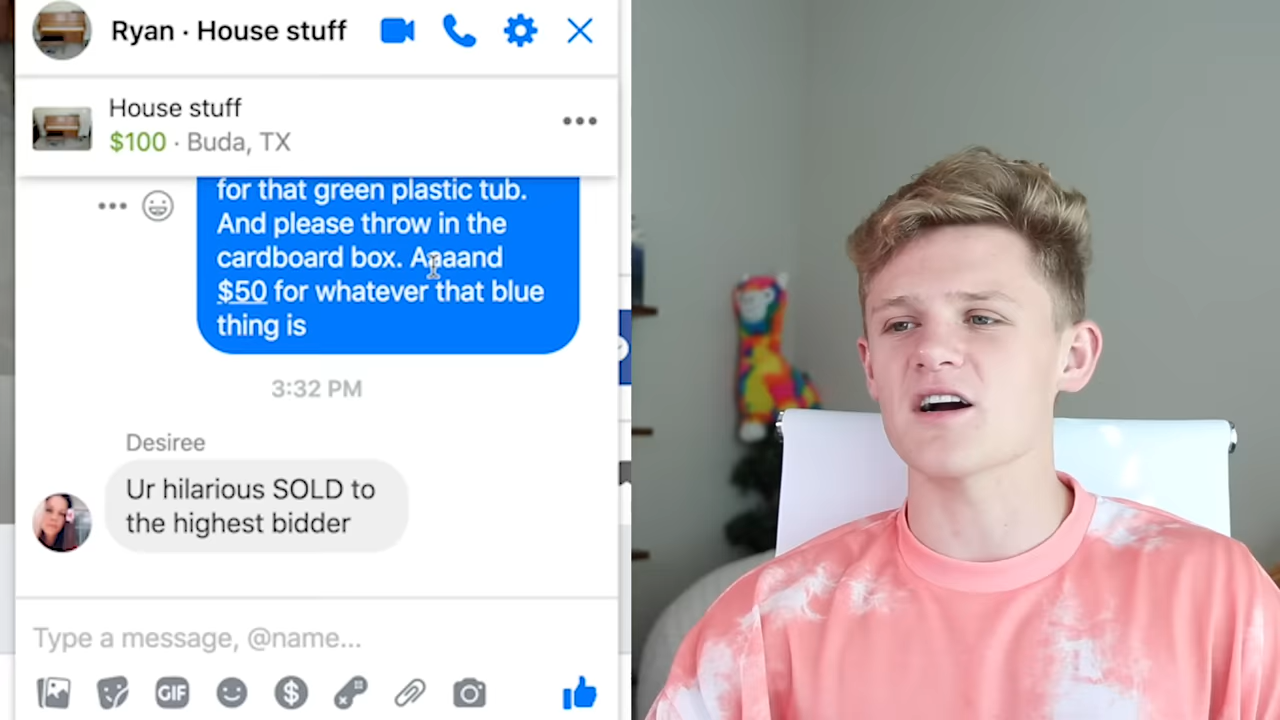 Ryan · House stuff
House stuff
$100 · Buda, TX
for that green plastic tub.
And please throw in the
cardboard box. Aaaand
$50 for whatever that blue
thing is
3:32 PM
Desiree
Ur hilarious SOLD to
the highest bidder
Type a message, @name...
GIF